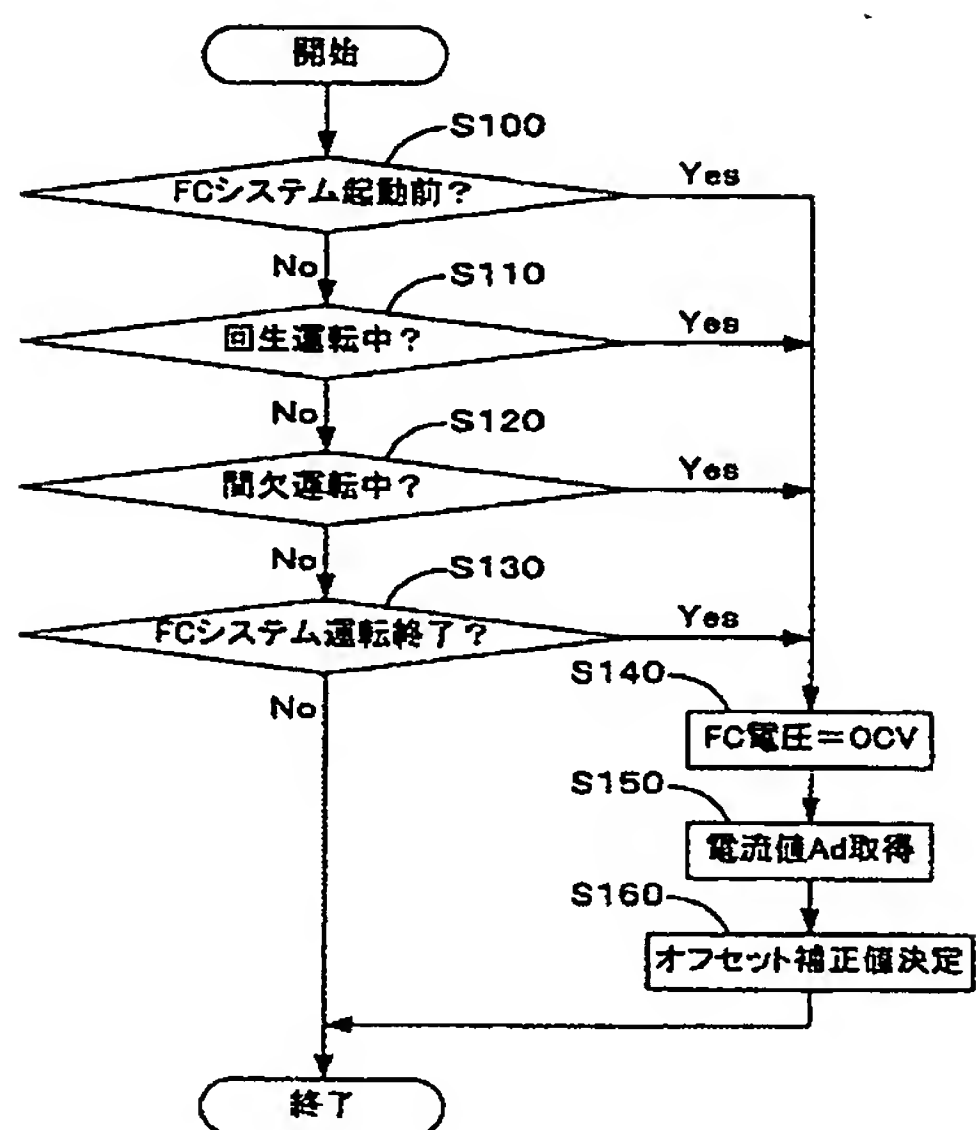 開始
S100
FCシステム起動前？
Yes
No
S110
回生運転中？
Yes
No
S120
間欠運転中？
Yes
No
S130
FCシステム運転終了？
Yes
No
S140
FC電圧＝OCV
S150
電流値Ad取得
S160
オフセット補正値決定
終了